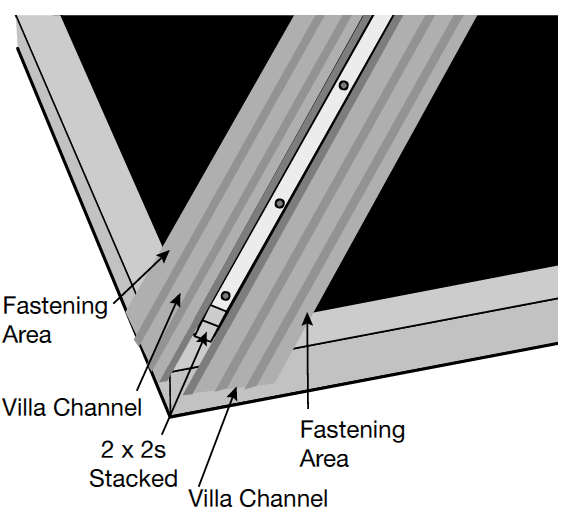 Fastening
Area
Villa Channel
2 x 2s
Stacked
Villa Channel
Fastening
Area